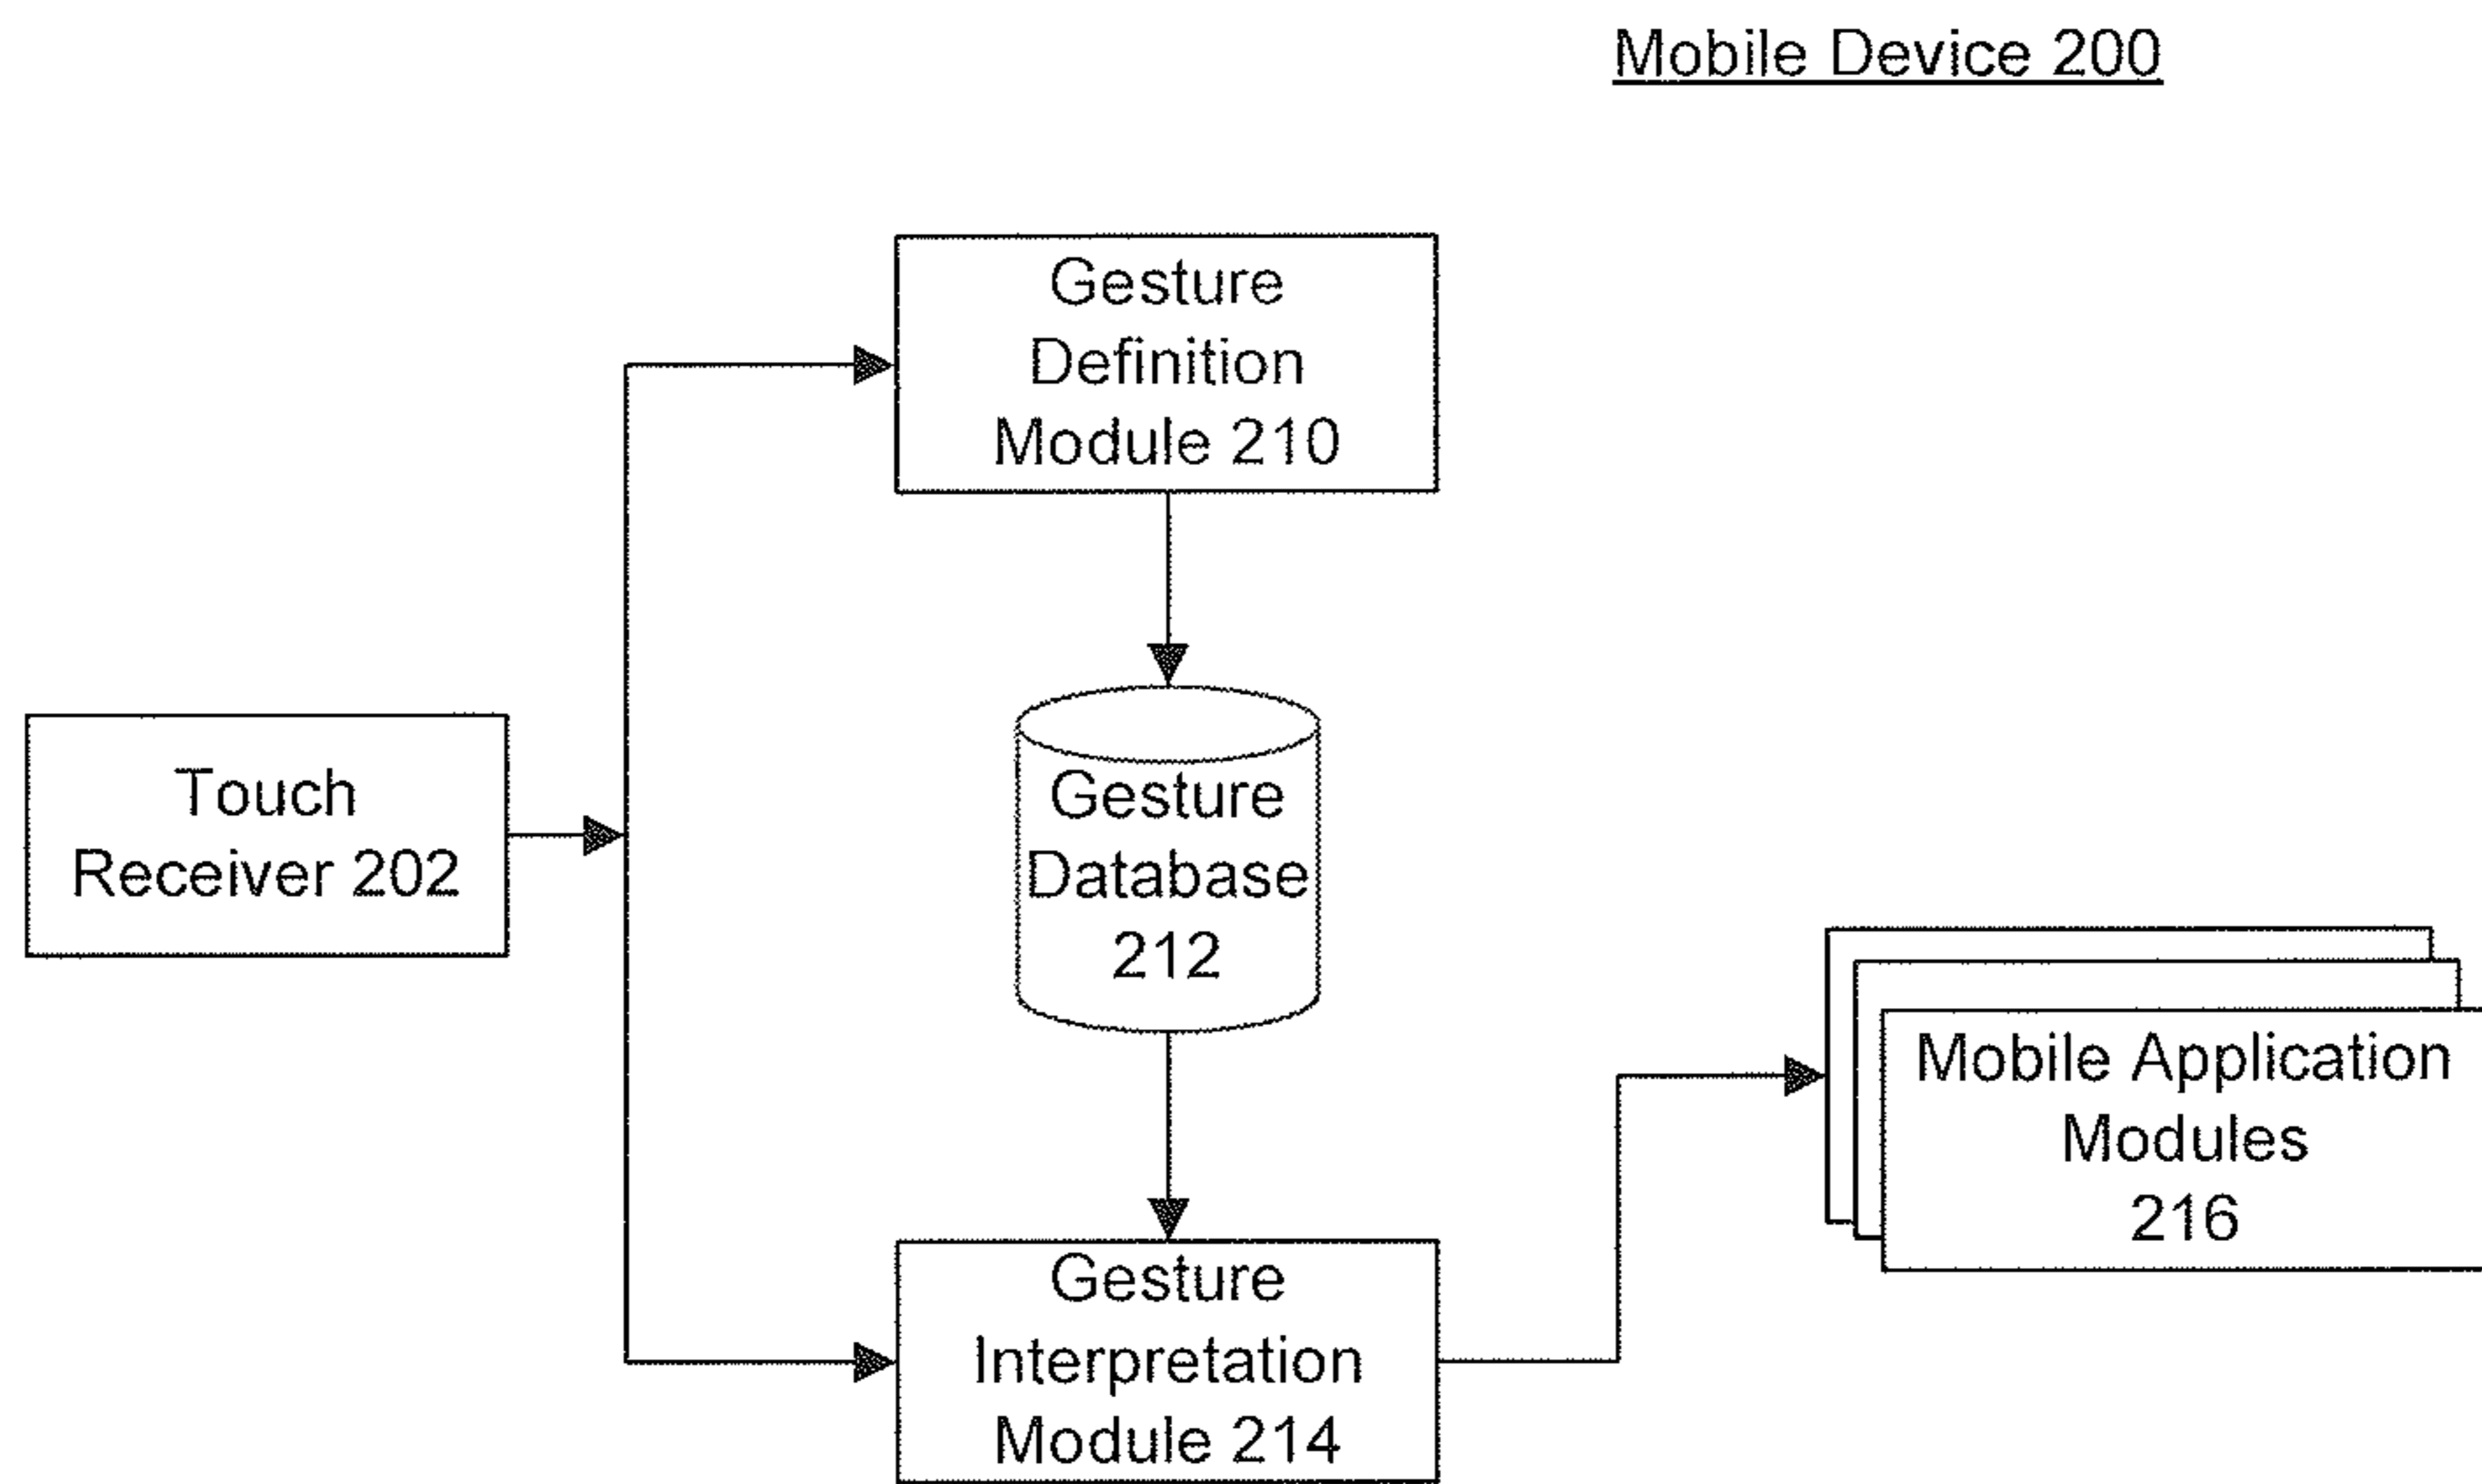 Mobile Device 200
Gesture
Definition
Module 210
Touch
Receiver 202
Gesture
Database
212
Mobile Application
Modules
216
Gesture
Interpretation
Module 214